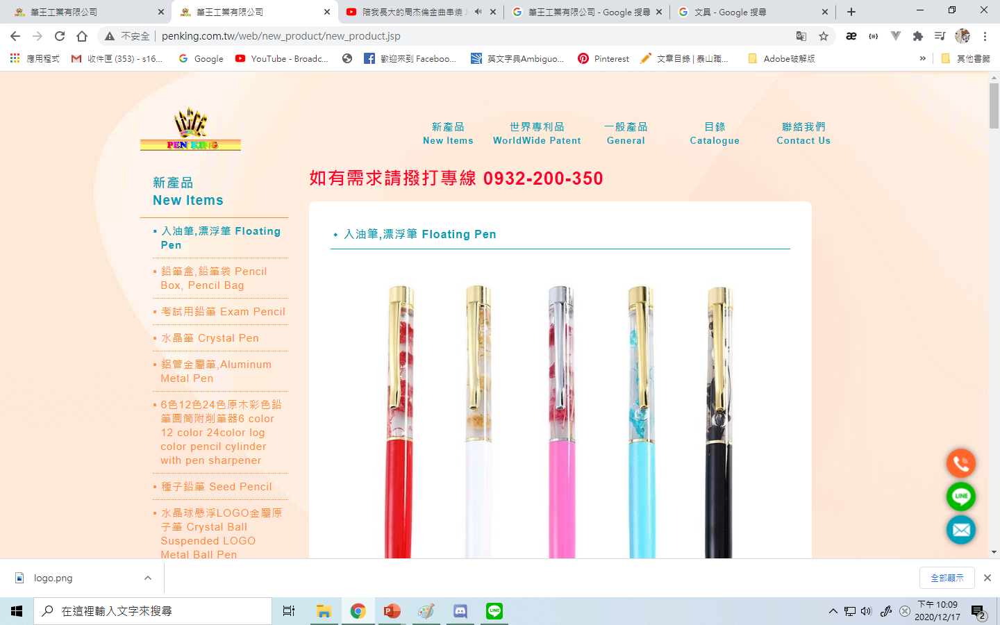 筆王工業有限公司
筆王工業有限公司
陪我長大的周杰倫金曲串燒
筆王工業有限公司 - Google 搜尋
文具 - Google 搜尋
不安全
penking.com.tw/web/new_product/new_product.jsp
應用程式
收件匣 (353) - s16...
Google
YouTube - Broadc...
歡迎來到 Faceboo...
英文字典Ambiguo...
Pinterest
文章目錄 | 泰山職...
Adobe破解版
»
其他書籤
PEN KING
新產品
New Items
世界專利品
WorldWide Patent
一般產品
General
目錄
Catalogue
聯絡我們
Contact Us
如有需求請撥打專線 0932-200-350
新產品
New Items
入油筆,漂浮筆 Floating
Pen
鉛筆盒,鉛筆袋 Pencil
Box, Pencil Bag
考試用鉛筆 Exam Pencil
水晶筆 Crystal Pen
鋁管金屬筆,Aluminum
Metal Pen
6色12色24色原木彩色鉛
筆圓筒附削筆器6 color
12 color 24color log
color pencil cylinder
with pen sharpener
種子鉛筆 Seed Pencil
水晶球懸浮LOGO金屬原
子筆 Crystal Ball
Suspended LOGO
Metal Ball Pen
入油筆,漂浮筆 Floating Pen
LINE
logo.png
全部顯示
在這裡輸入文字來搜尋
下午 10:09
2020/12/17
2